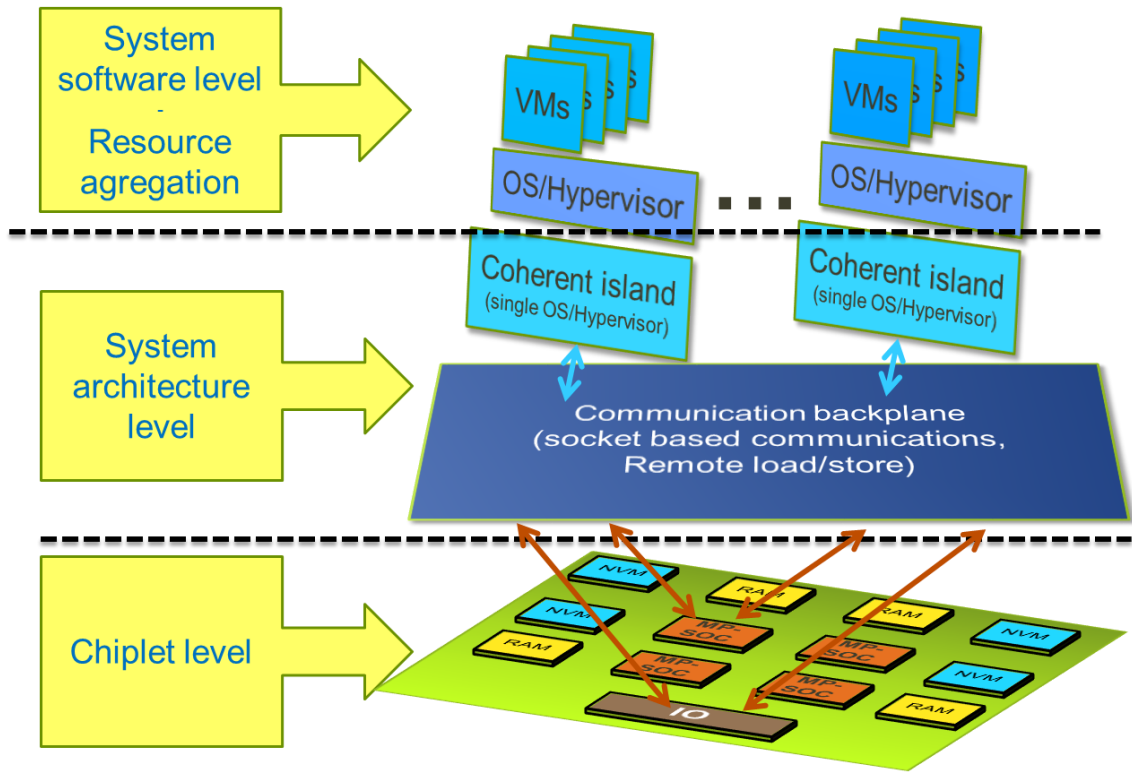 System
software level
-
Resource
agregation
VMs
s
s
s
VMs
s
s
s
OS/Hypervisor
...
OS/Hypervisor
Coherent island
(single OS/Hypervisor)
Coherent island
(single OS/Hypervisor)
System
architecture
level
Communication backplane
(socket based communications,
Remote load/store)
Chiplet level
NVM
RAM
RAM
NVM
NVM
RAM
MP-
SOC
MP-
SOC
MP-
SOC
MP-
SOC
NVM
RAM
IO